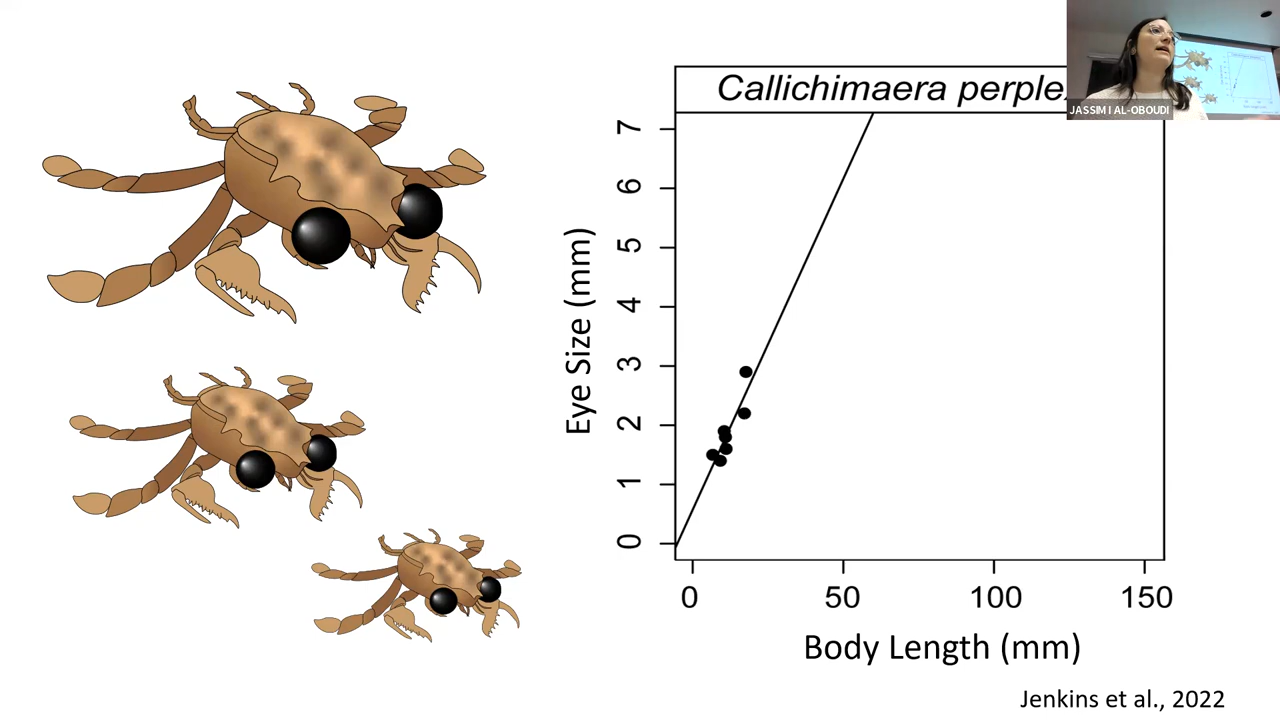 Callichimaera perple
JASSIM I AL-OBOUDI
7
6
5
4
3
2
1
0
Eye Size (mm)
0 50 100 150
Body Length (mm)
Jenkins et al., 2022